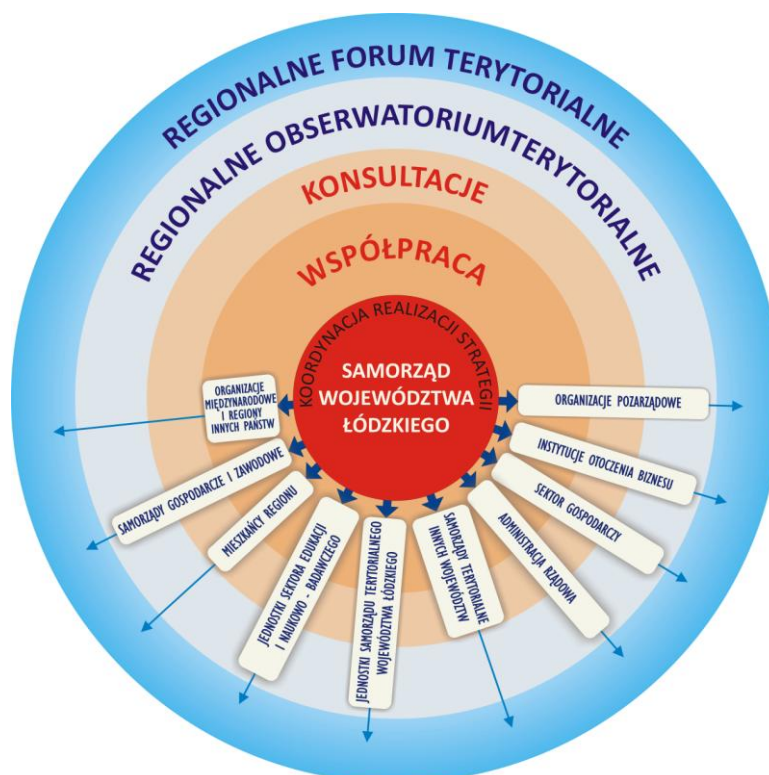 REGIONALNE FORUM TERYTORIALNE
REGIONALNE OBSERWATORIUMTERYTORIALNE
KONSULTACJE
WSPÓŁPRACA
KOORDYNACJA REALIZACJI STRATEGII
SAMORZĄD
WOJEWÓDZTWA
ŁÓDZKIEGO
ORGANIZACJE
MIĘDZYNARODOWE
I REGIONY
INNYCH PAŃSTW
SAMORZĄDY GOSPODARCZE I ZAWODOWE
MIESZKAŃCY REGIONU
JEDNOSTKI SEKTORA EDUKACJI
I NAUKOWO - BADAWCZEGO
JEDNOSTKI SAMORZĄDU TERYTORIALNEGO
WOJEWÓDZTWA ŁÓDZKIEGO
SAMORZĄDY TERYTORIALNE
INNYCH WOJEWÓDZTW
ADMINISTRACJA RZĄDOWA
SEKTOR GOSPODARCZY
INSTYTUCJE OTOCZENIA BIZNESU
ORGANIZACJE POZARZĄDOWE